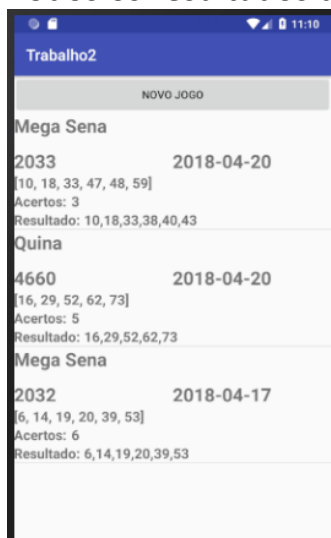 11:10
Trabalho2
NOVO JOGO
Mega Sena
2033 2018-04-20
[10, 18, 33, 47, 48, 59]
Acertos: 3
Resultado: 10,18,33,38,40,43
Quina
4660 2018-04-20
[16, 29, 52, 62, 73]
Acertos: 5
Resultado: 16,29,52,62,73
Mega Sena
2032 2018-04-17
[6, 14, 19, 20, 39, 53]
Acertos: 6
Resultado: 6,14,19,20,39,53